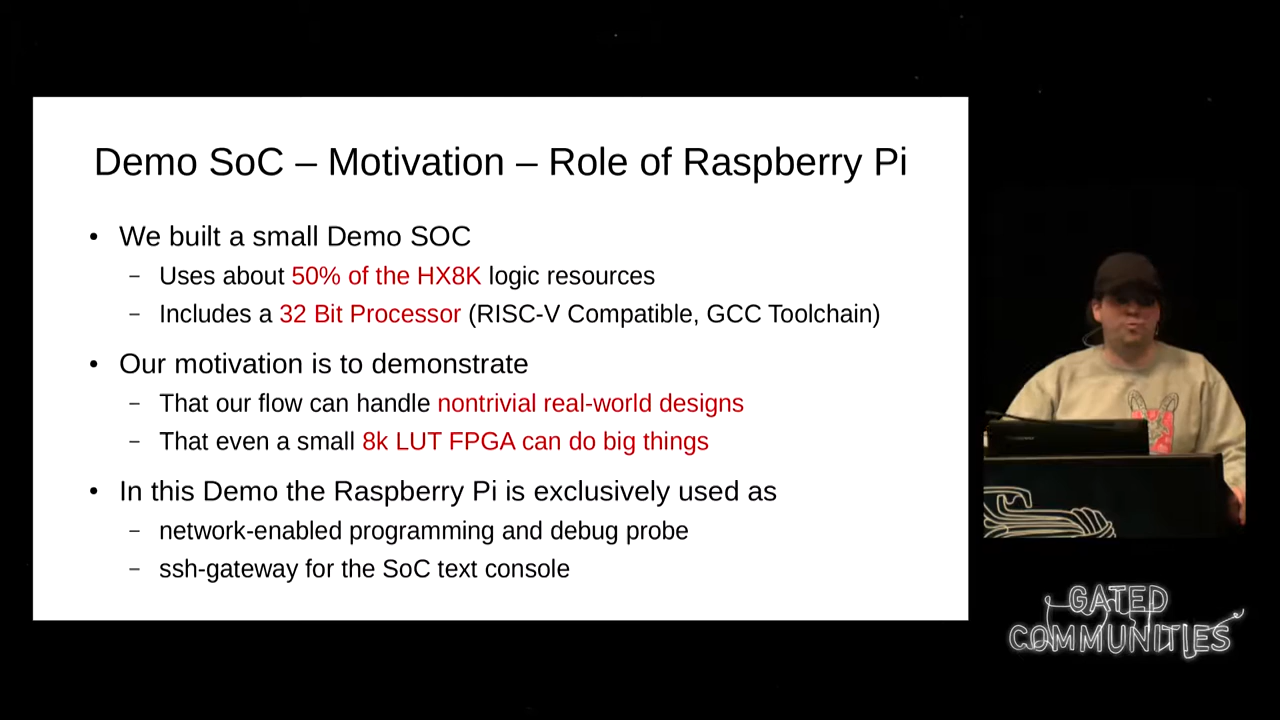 Demo SoC – Motivation – Role of Raspberry Pi
• We built a small Demo SOC
– Uses about 50% of the HX8K logic resources
– Includes a 32 Bit Processor (RISC-V Compatible, GCC Toolchain)
• Our motivation is to demonstrate
– That our flow can handle nontrivial real-world designs
– That even a small 8k LUT FPGA can do big things
• In this Demo the Raspberry Pi is exclusively used as
– network-enabled programming and debug probe
– ssh-gateway for the SoC text console
GATED
COMMUNITIES